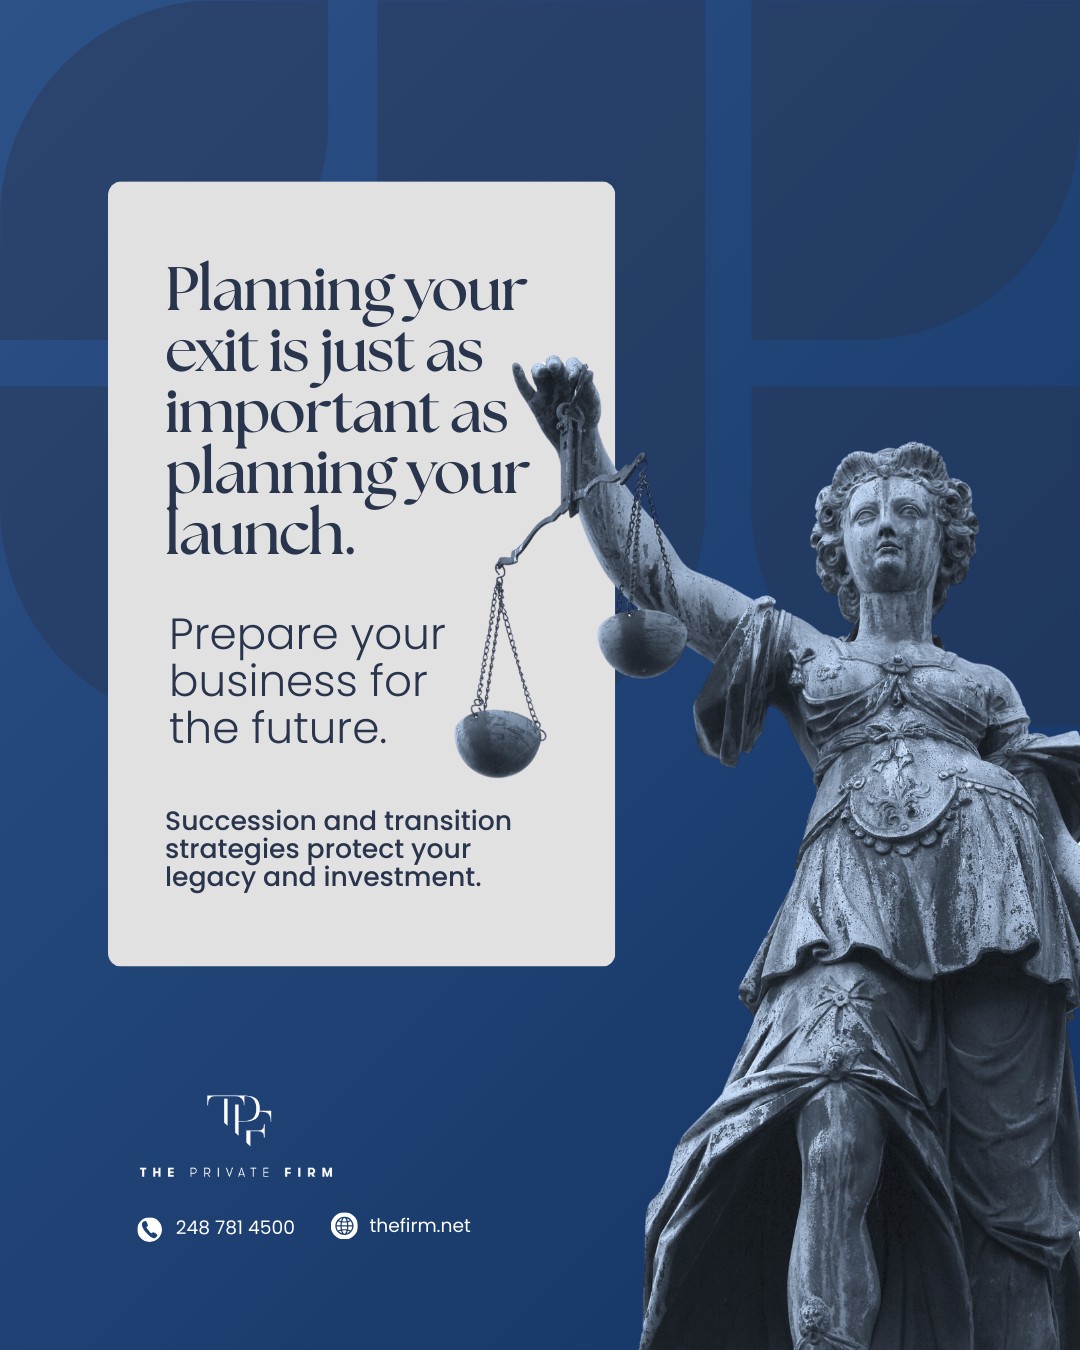 Planning your
exit is just as
important as
planning your
launch.
Prepare your
business for
the future.
Succession and transition
strategies protect your
legacy and investment.
TPF
THE PRIVATE FIRM
248 781 4500
thefirm.net